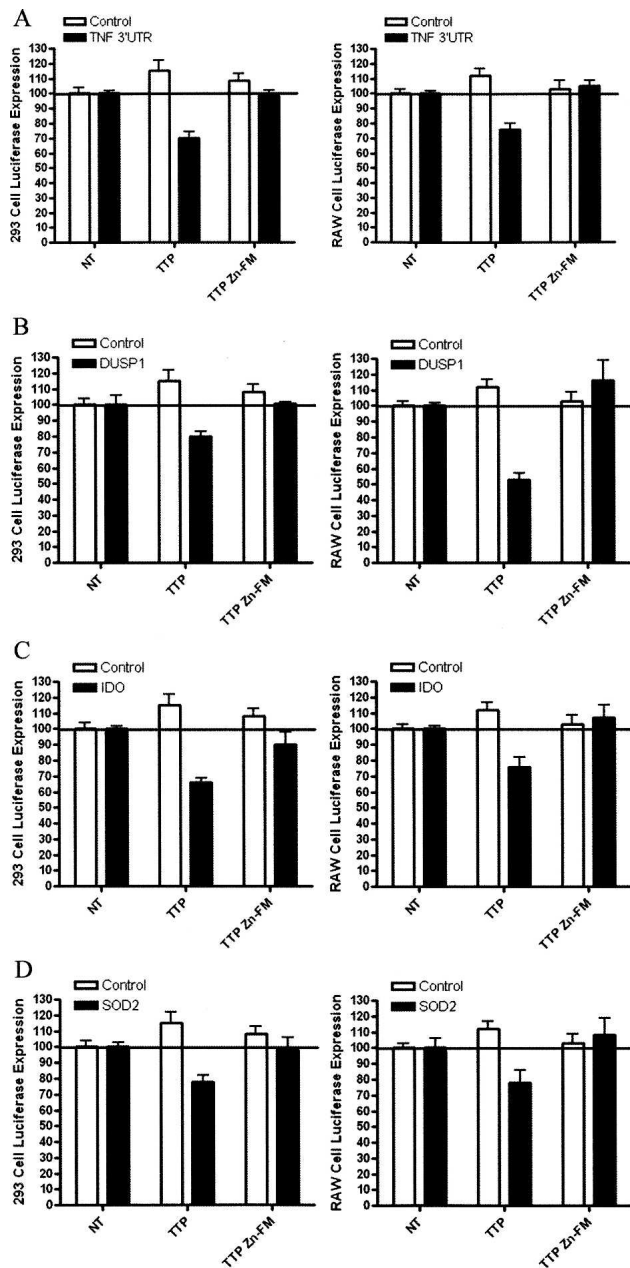 A
Control
TNF 3'UTR
293 Cell Luciferase Expression
130
120
110
100
90
80
70
60
50
40
30
20
10
0
NT
TTP
TTP Zn-FM
Control
TNF 3'UTR
RAW Cell Luciferase Expression
130
120
110
100
90
80
70
60
50
40
30
20
10
0
NT
TTP
TTP Zn-FM
B
Control
DUSP1
293 Cell Luciferase Expression
130
120
110
100
90
80
70
60
50
40
30
20
10
0
NT
TTP
TTP Zn-FM
Control
DUSP1
RAW Cell Luciferase Expression
130
120
110
100
90
80
70
60
50
40
30
20
10
0
NT
TTP
TTP Zn-FM
C
Control
IDO
293 Cell Luciferase Expression
130
120
110
100
90
80
70
60
50
40
30
20
10
0
NT
TTP
TTP Zn-FM
Control
IDO
RAW Cell Luciferase Expression
130
120
110
100
90
80
70
60
50
40
30
20
10
0
NT
TTP
TTP Zn-FM
D
Control
SOD2
293 Cell Luciferase Expression
130
120
110
100
90
80
70
60
50
40
30
20
10
0
NT
TTP
TTP Zn-FM
Control
SOD2
RAW Cell Luciferase Expression
130
120
110
100
90
80
70
60
50
40
30
20
10
0
NT
TTP
TTP Zn-FM